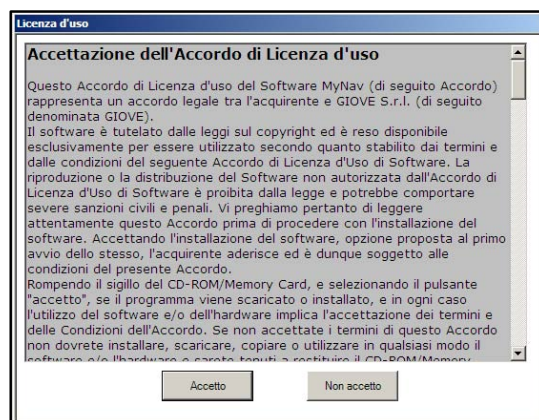 Licenza d'uso
Accettazione dell'Accordo di Licenza d'uso
Questo Accordo di Licenza d'uso del Software MyNav (di seguito Accordo)
rappresenta un accordo legale tra l'acquirente e GIOVE S.r.l. (di seguito
denominata GIOVE).
Il software è tutelato dalle leggi sul copyright ed è reso disponibile
esclusivamente per essere utilizzato secondo quanto stabilito dai termini e
dalle condizioni del seguente Accordo di Licenza d'Uso di Software. La
riproduzione o la distribuzione del Software non autorizzata dall'Accordo di
Licenza d'Uso di Software è proibita dalla legge e potrebbe comportare
severe sanzioni civili e penali. Vi preghiamo pertanto di leggere
attentamente questo Accordo prima di procedere con l'installazione del
software. Accettando l'installazione del software, opzione proposta al primo
avvio dello stesso, l'acquirente aderisce ed è dunque soggetto alle
condizioni del presente Accordo.
Rompendo il sigillo del CD-ROM/Memory Card, e selezionando il pulsante
"accetto", se il programma viene scaricato o installato, e in ogni caso
l'utilizzo del software e/o dell'hardware implica l'accettazione dei termini e
delle Condizioni dell'Accordo. Se non accettate i termini di questo Accordo
non dovrete installare, scaricare, copiare o utilizzare in qualsiasi modo il
software e/o l'hardware e sarete tenuti a restituire il CD-ROM/Memory
Accetto
Non accetto